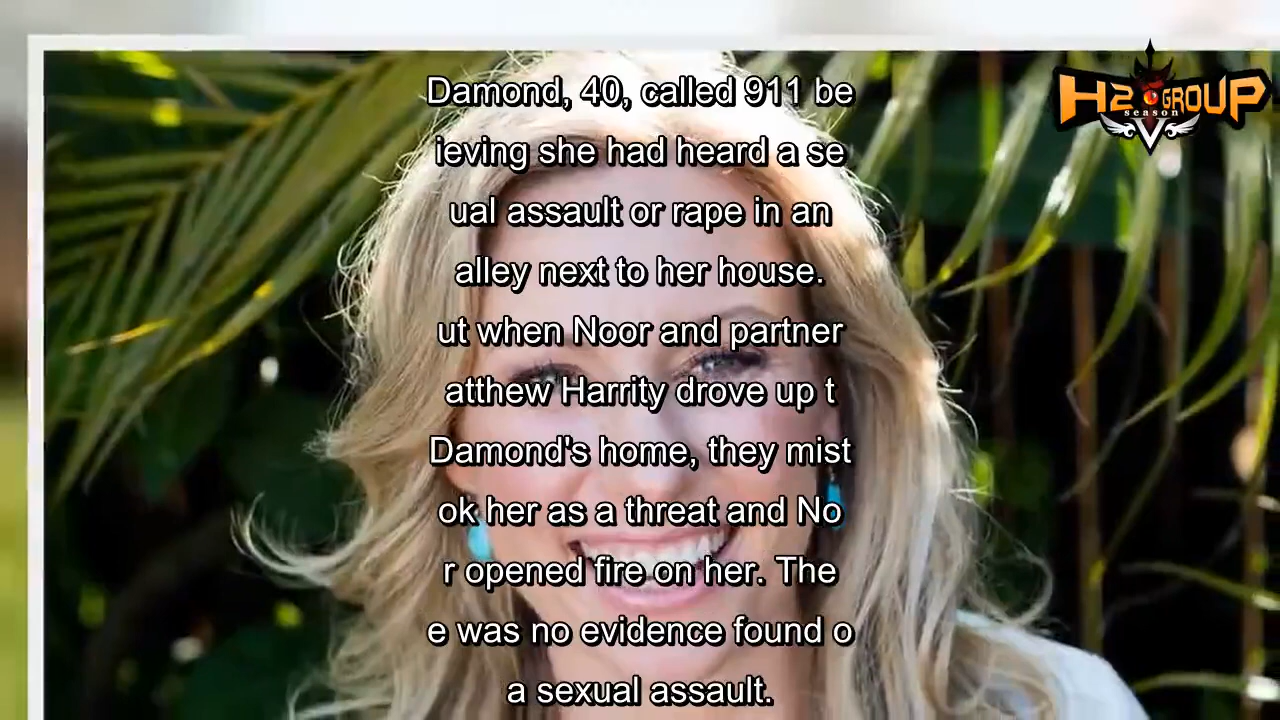 H2 GROUP
season
Damond, 40, called 911 be
ieving she had heard a se
ual assault or rape in an
alley next to her house.
ut when Noor and partner
atthew Harrity drove up t
Damond's home, they mist
ok her as a threat and No
r opened fire on her. The
e was no evidence found o
a sexual assault.